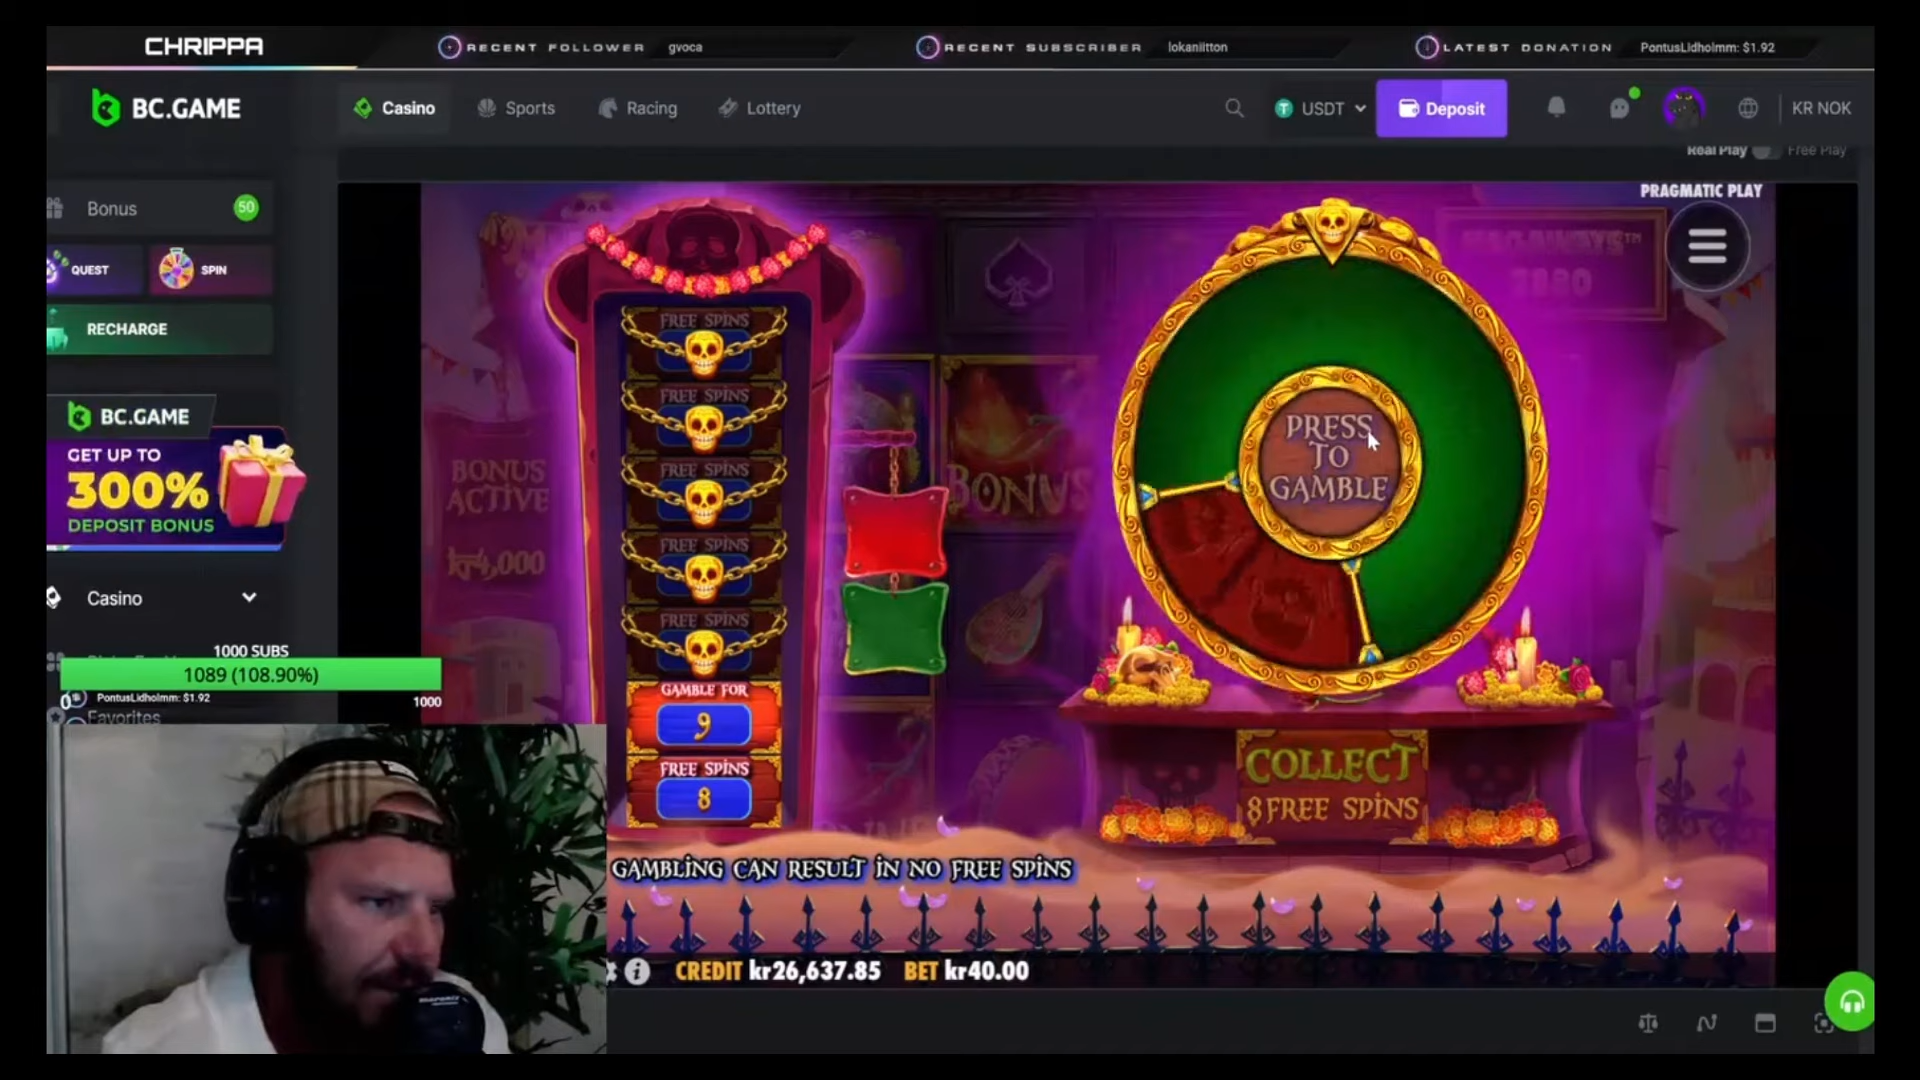 CHRIPPA
RECENT FOLLOWER gvoca
RECENT SUBSCRIBER lokaniitton
LATEST DONATION PontusLidholmm: $1.92
BC.GAME
Casino
Sports
Racing
Lottery
USDT
Deposit
KR NOK
Real Play Free Play
Bonus 50
QUEST
SPIN
RECHARGE
BC.GAME
GET UP TO
300%
DEPOSIT BONUS
Casino
1000 SUBS
1089 (108.90%)
0
PontusLidholmm: $1.92
1000
Favorites
PRAGMATIC PLAY
MEGAWAYS™
7880
BONUS
ACTIVE
kr4,000
BONUS
FREE SPINS
FREE SPINS
FREE SPINS
FREE SPINS
FREE SPINS
GAMBLE FOR
9
FREE SPINS
8
PRESS
TO
GAMBLE
COLLECT
8 FREE SPINS
GAMBLING CAN RESULT IN NO FREE SPINS
CREDIT kr26,637.85 BET kr40.00